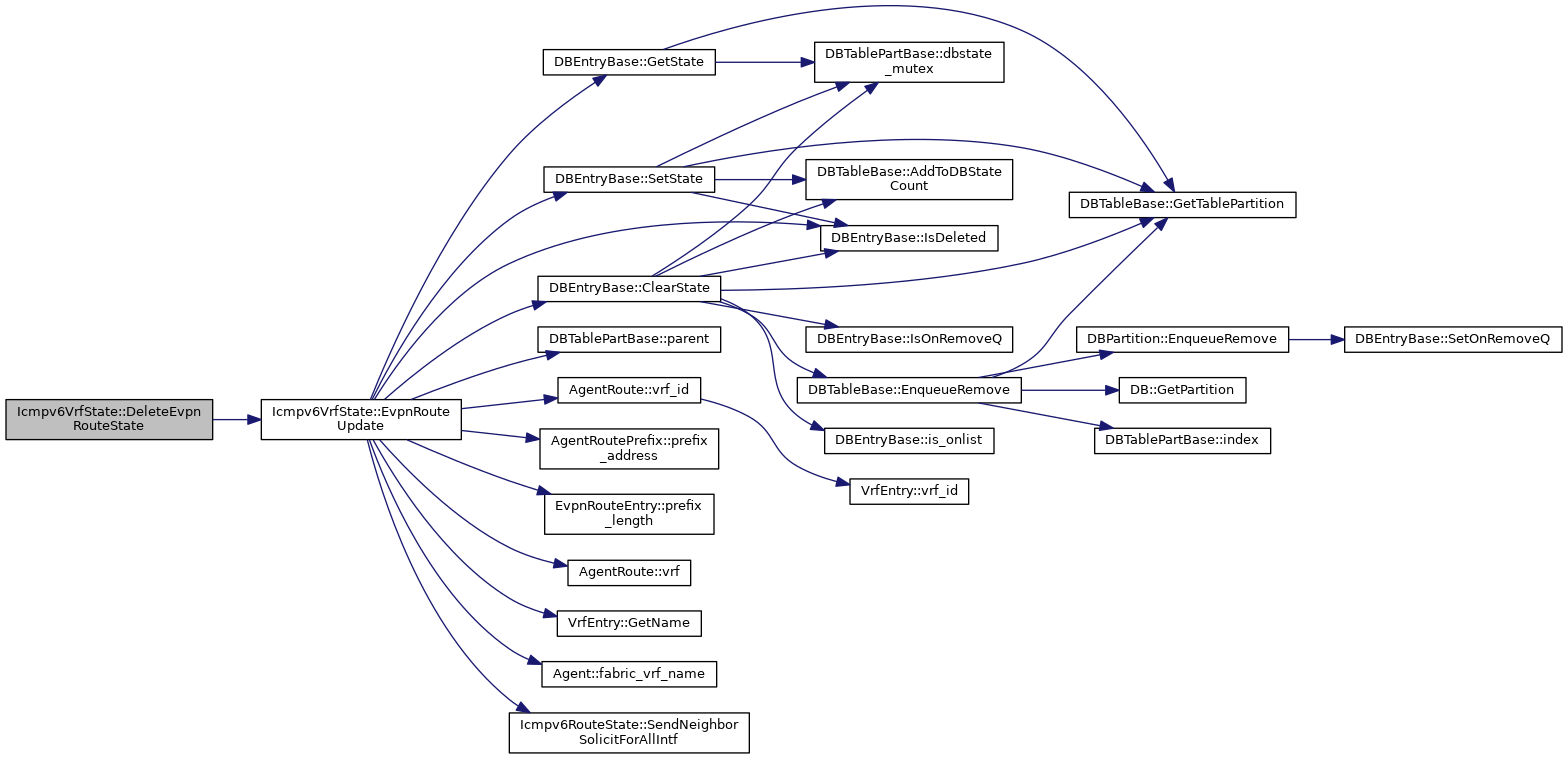 Icmpv6VrfState::DeleteEvpn
RouteState
Icmpv6VrfState::EvpnRoute
Update
DBEntryBase::GetState
DBEntryBase::SetState
DBEntryBase::ClearState
DBTablePartBase::parent
AgentRoute::vrf_id
AgentRoutePrefix::prefix
_address
EvpnRouteEntry::prefix
_length
AgentRoute::vrf
VrfEntry::GetName
Agent::fabric_vrf_name
Icmpv6RouteState::SendNeighbor
SolicitForAllIntf
DBTablePartBase::dbstate
_mutex
DBTableBase::AddToDBState
Count
DBEntryBase::IsDeleted
DBEntryBase::IsOnRemoveQ
DBTableBase::EnqueueRemove
DBEntryBase::is_onlist
VrfEntry::vrf_id
DBTableBase::GetTablePartition
DBPartition::EnqueueRemove
DB::GetPartition
DBTablePartBase::index
DBEntryBase::SetOnRemoveQ